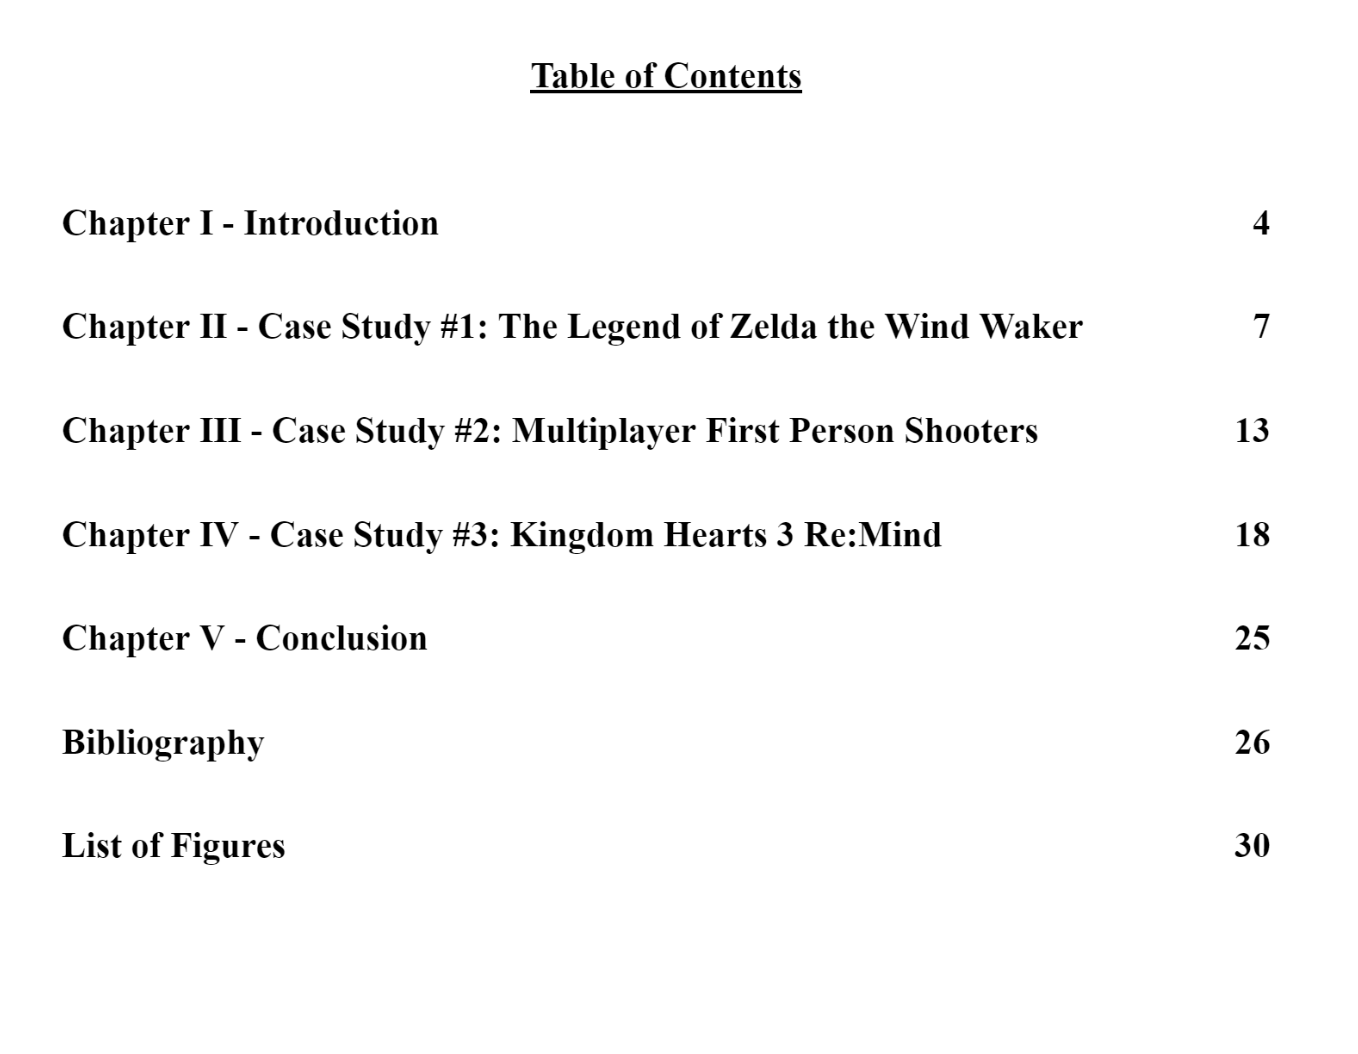 Table of Contents
Chapter I - Introduction 4
Chapter II - Case Study #1: The Legend of Zelda the Wind Waker 7
Chapter III - Case Study #2: Multiplayer First Person Shooters 13
Chapter IV - Case Study #3: Kingdom Hearts 3 Re:Mind 18
Chapter V - Conclusion 25
Bibliography 26
List of Figures 30